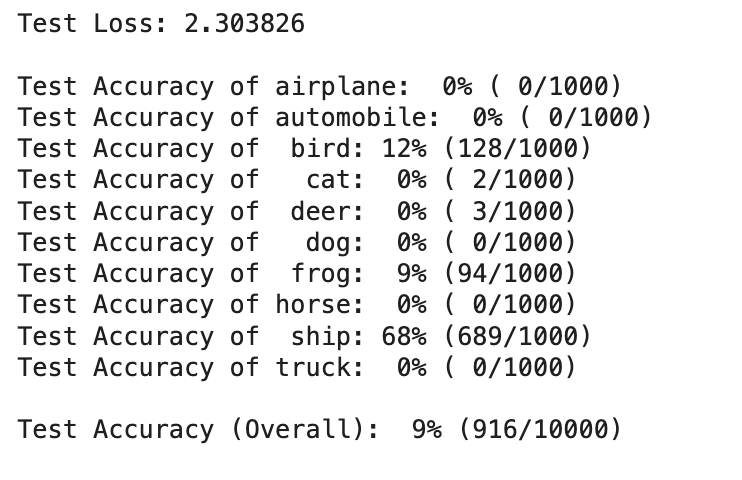 Test Loss: 2.303826

Test Accuracy of airplane:  0% ( 0/1000)
Test Accuracy of automobile:  0% ( 0/1000)
Test Accuracy of  bird: 12% (128/1000)
Test Accuracy of   cat:  0% ( 2/1000)
Test Accuracy of  deer:  0% ( 3/1000)
Test Accuracy of   dog:  0% ( 0/1000)
Test Accuracy of  frog:  9% (94/1000)
Test Accuracy of horse:  0% ( 0/1000)
Test Accuracy of  ship: 68% (689/1000)
Test Accuracy of truck:  0% ( 0/1000)

Test Accuracy (Overall):  9% (916/10000)